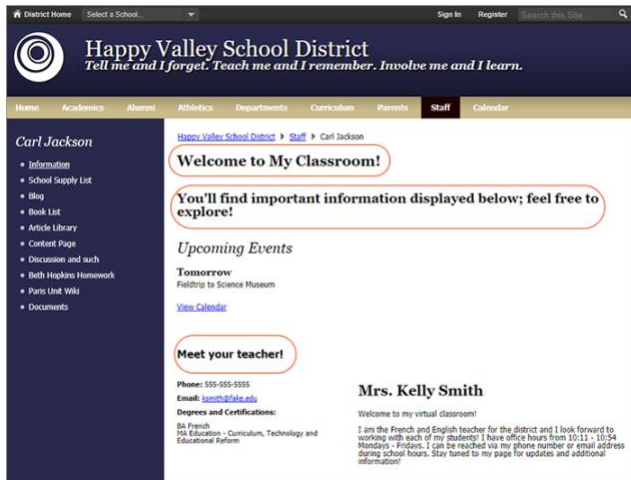 District Home Select a School... Sign In Register Search this Site...
Happy Valley School District
Tell me and I forget. Teach me and I remember. Involve me and I learn.
Home Academics Alumni Athletics Departments Curriculum Parents Staff Calendar
Carl Jackson
Information
School Supply List
Blog
Book List
Article Library
Content Page
Discussion and such
Beth Hopkins Homework
Paris Unit Wiki
Documents
Happy Valley School District Staff Carl Jackson
Welcome to My Classroom!
You'll find important information displayed below; feel free to
explore!
Upcoming Events
Tomorrow
Fieldtrip to Science Museum
View Calendar
Meet your teacher!
Phone: 555-555-5555
Email: ksmith@fake.edu
Degrees and Certifications:
BA French
MA Education - Curriculum, Technology and
Educational Reform
Mrs. Kelly Smith
Welcome to my virtual classroom!
I am the French and English teacher for the district and I look forward to
working with each of my students! I have office hours from 10:11 - 10:54
Mondays - Fridays. I can be reached via my phone number or email address
during school hours. Stay tuned to my page for updates and additional
information!